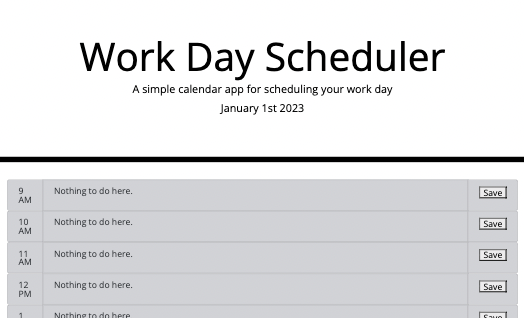 Work Day Scheduler
A simple calendar app for scheduling your work day
January 1st 2023
9
AM
Nothing to do here.
Save
10
AM
Nothing to do here.
Save
11
AM
Nothing to do here.
Save
12
PM
Nothing to do here.
Save
1
Nothing to do here.
Save